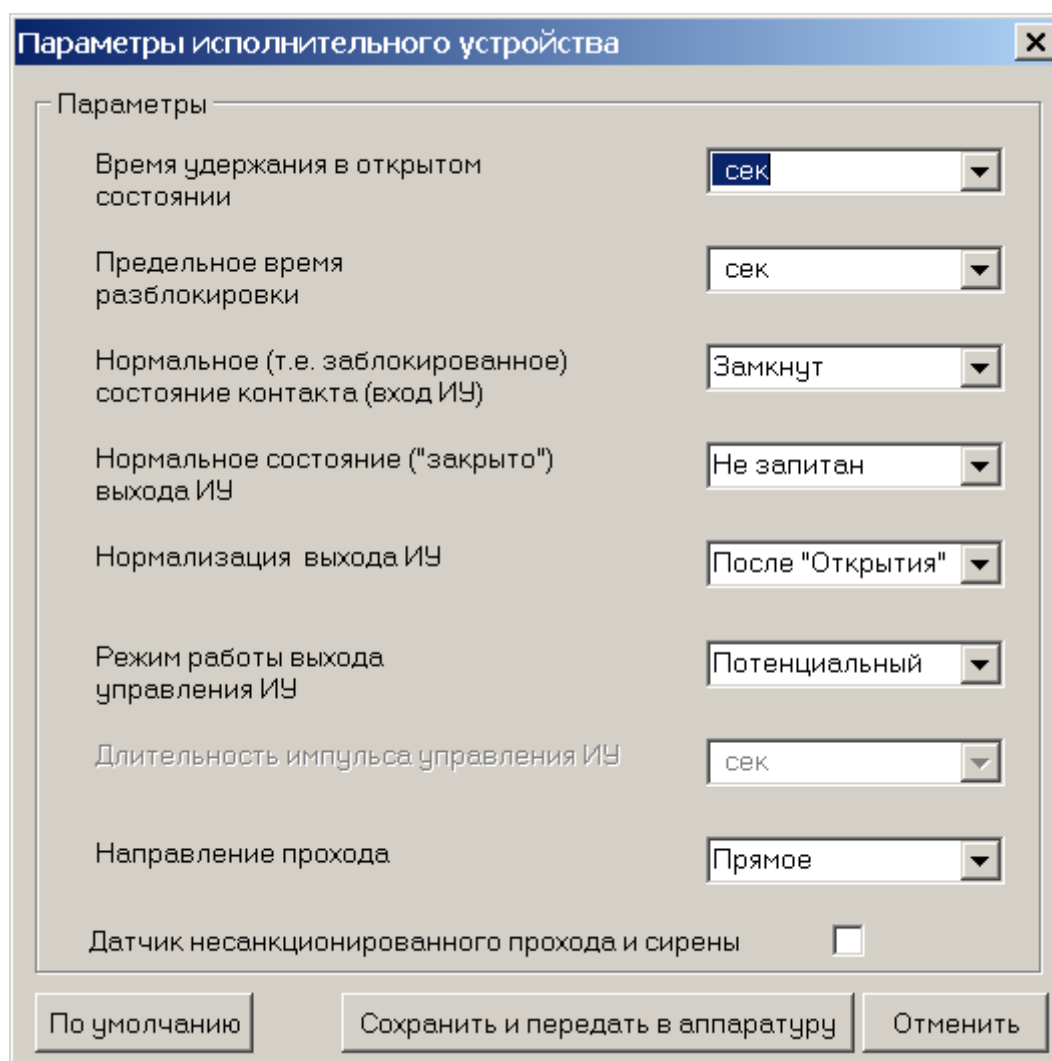 Параметры исполнительного устройства
Параметры
Время удержания в открытом
состоянии
сек
Предельное время
разблокировки
сек
Нормальное (т.е. заблокированное)
состояние контакта (вход ИУ)
Замкнут
Нормальное состояние ("закрыто")
выхода ИУ
Не запитан
Нормализация выхода ИУ
После "Открытия"
Режим работы выхода
управления ИУ
Потенциальный
Длительность импульса управления ИУ
сек
Направление прохода
Прямое
Датчик несанкционированного прохода и сирены
По умолчанию
Сохранить и передать в аппаратуру
Отменить